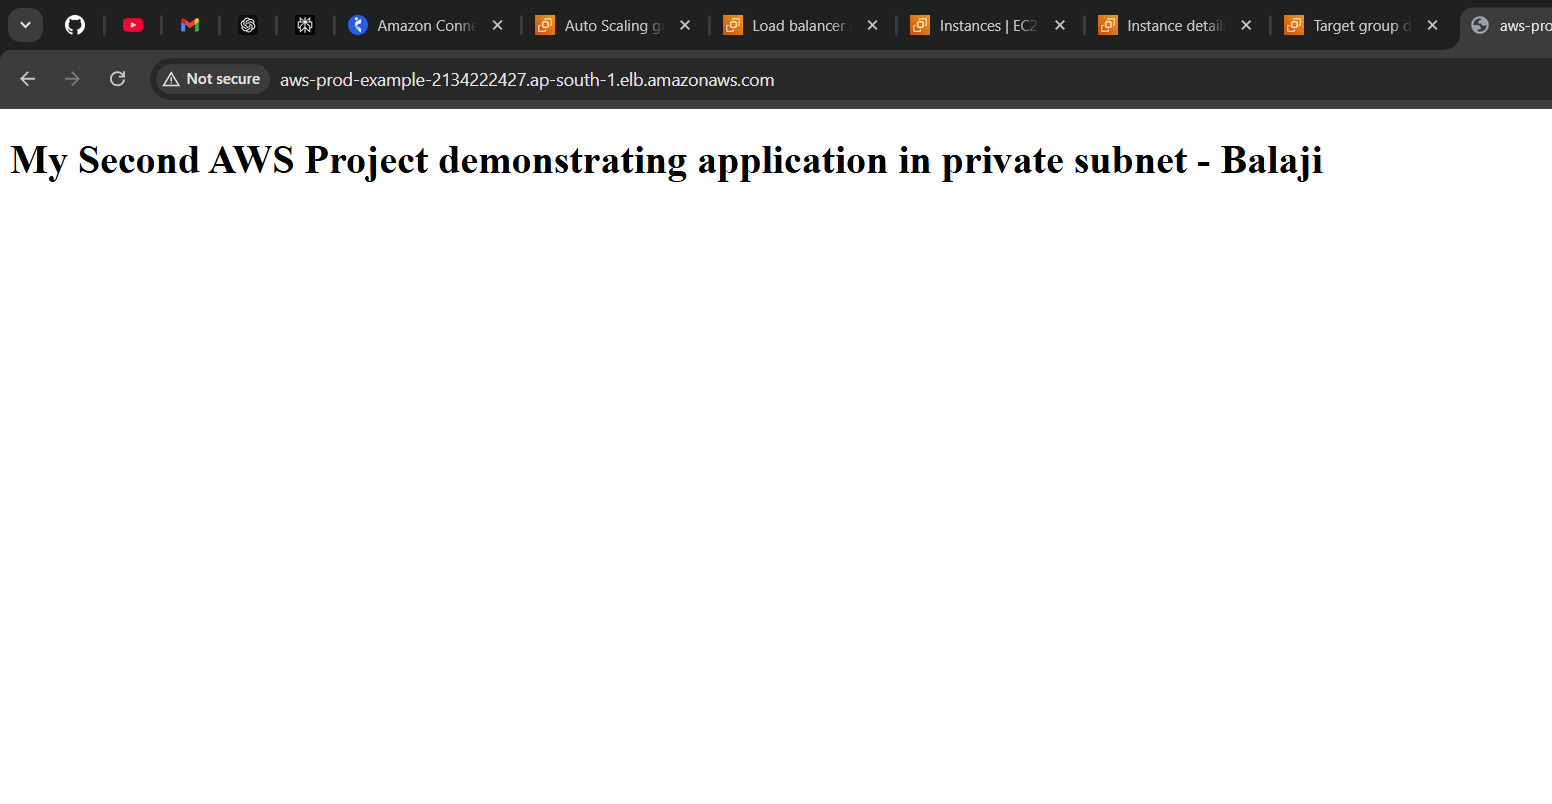 Amazon Conne
Auto Scaling g
Load balancer
Instances | EC2
Instance detail
Target group d
aws-pro
Not secure
aws-prod-example-2134222427.ap-south-1.elb.amazonaws.com
My Second AWS Project demonstrating application in private subnet - Balaji